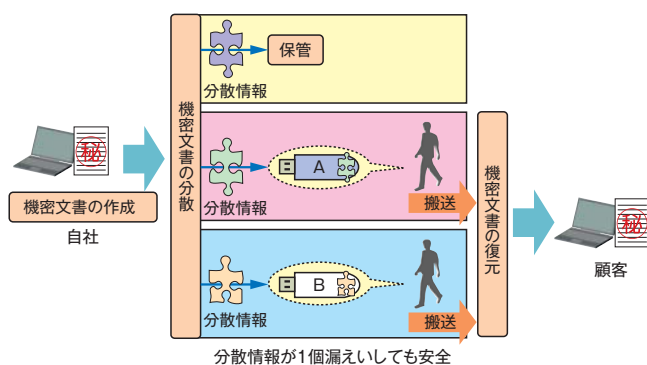 保管
分散情報
秘
機密文書の作成
自社
機密文書の分散
A
分散情報
搬送
B
分散情報
搬送
機密文書の復元
秘
顧客
分散情報が1個漏えいしても安全